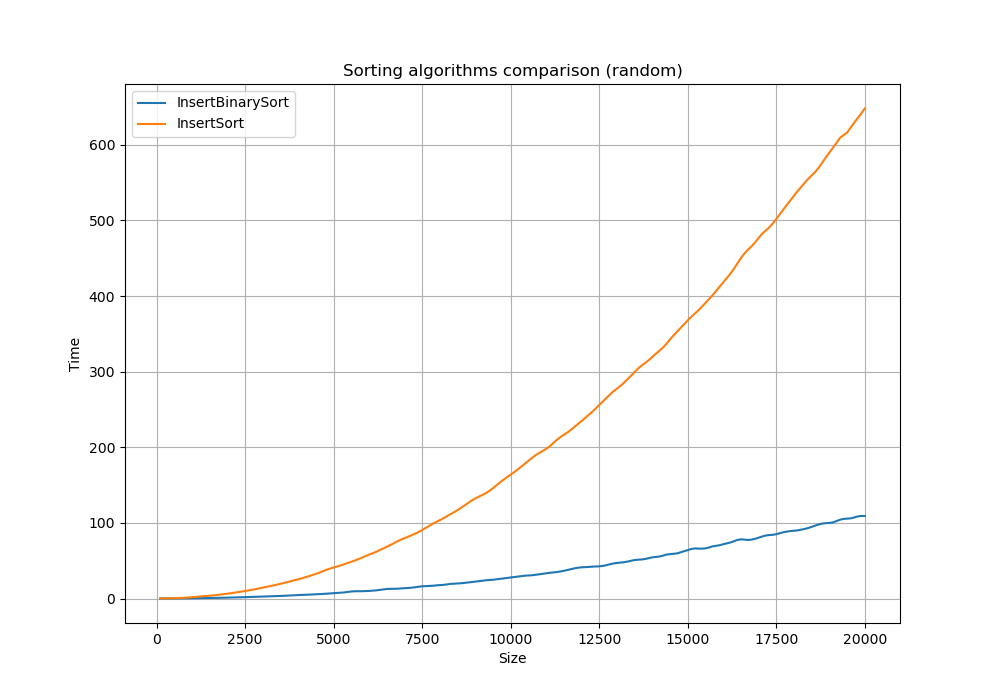 Sorting algorithms comparison (random)
InsertBinarySort
InsertSort
600
500
400
300
200
100
0
Time
0 2500 5000 7500 10000 12500 15000 17500 20000
Size